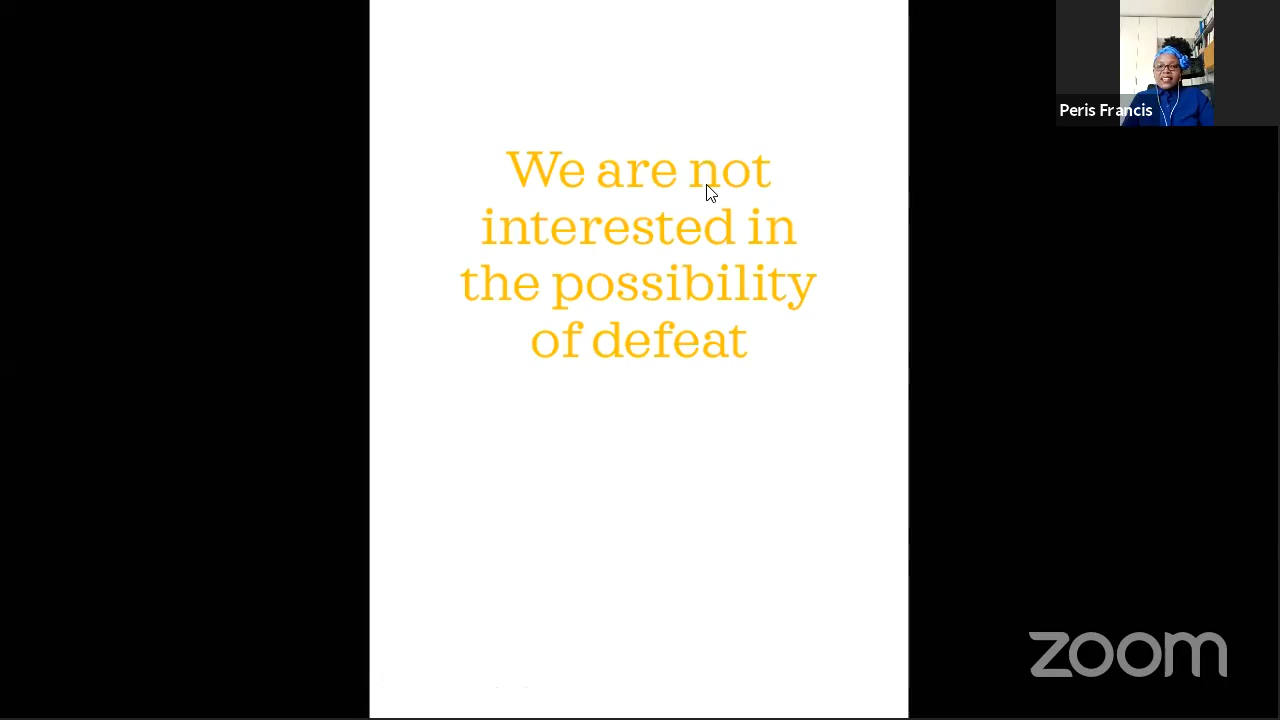 We are not
interested in
the possibility
of defeat
Peris Francis
zoom